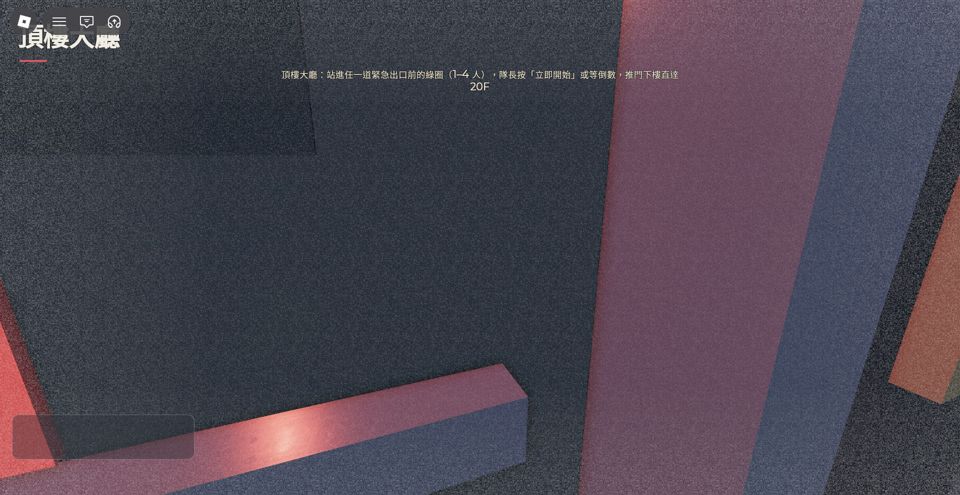 頂樓大廳
頂樓大廳：站進任一道緊急出口前的綠圈（1–4 人），隊長按「立即開始」或等倒數，推門下樓直達
20F